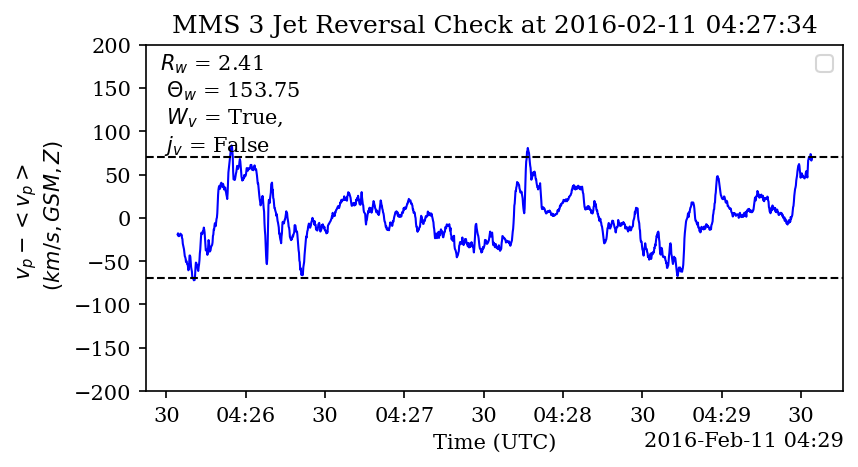 MMS 3 Jet Reversal Check at 2016-02-11 04:27:34
R_w = 2.41
Θ_w = 153.75
W_v = True,
j_v = False
v_p − < v_p >
(km/s, GSM, Z)
200
150
100
50
0
−50
−100
−150
−200
30 04:26 30 04:27 30 04:28 30 04:29 30
Time (UTC)
2016-Feb-11 04:29